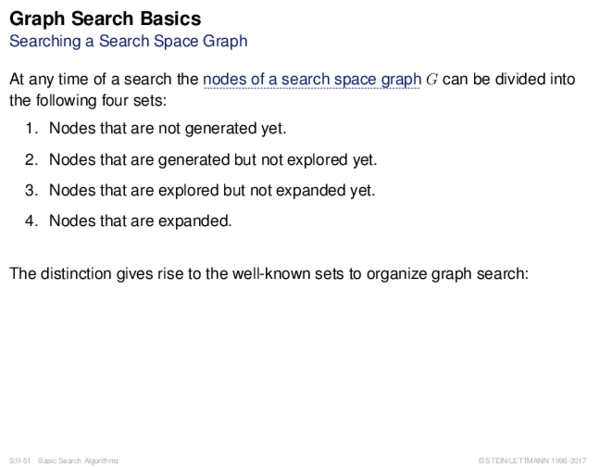 Graph Search Basics
Searching a Search Space Graph
At any time of a search the nodes of a search space graph G can be divided into
the following four sets:
1. Nodes that are not generated yet.
2. Nodes that are generated but not explored yet.
3. Nodes that are explored but not expanded yet.
4. Nodes that are expanded.
The distinction gives rise to the well-known sets to organize graph search:
S:II-51 Basic Search Algorithms
©STEIN/LETTMANN 1998-2017